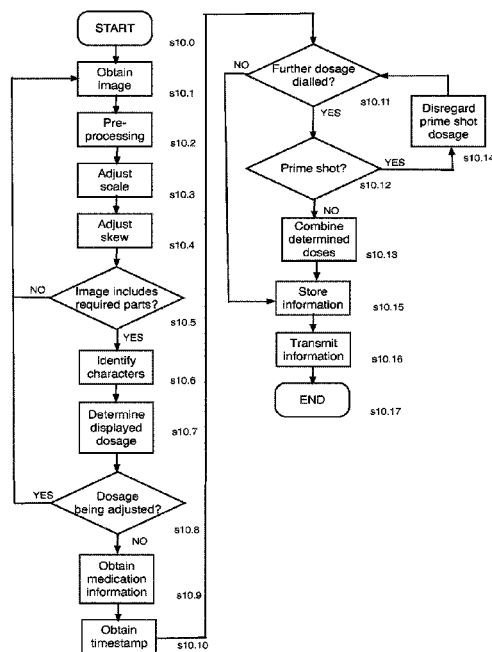 START
s10.0
Obtain
image
s10.1
Pre-
processing
s10.2
Adjust
scale
s10.3
Adjust
skew
s10.4
Image includes
required parts?
NO
s10.5
YES
Identify
characters
s10.6
Determine
displayed
dosage
s10.7
YES
Dosage
being adjusted?
s10.8
NO
Obtain
medication
information
s10.9
Obtain
timestamp
s10.10
NO
Further dosage
dialled?
s10.11
YES
Disregard
prime shot
dosage
s10.14
Prime shot?
YES
s10.12
NO
Combine
determined
doses
s10.13
Store
information
s10.15
Transmit
information
s10.16
END
s10.17